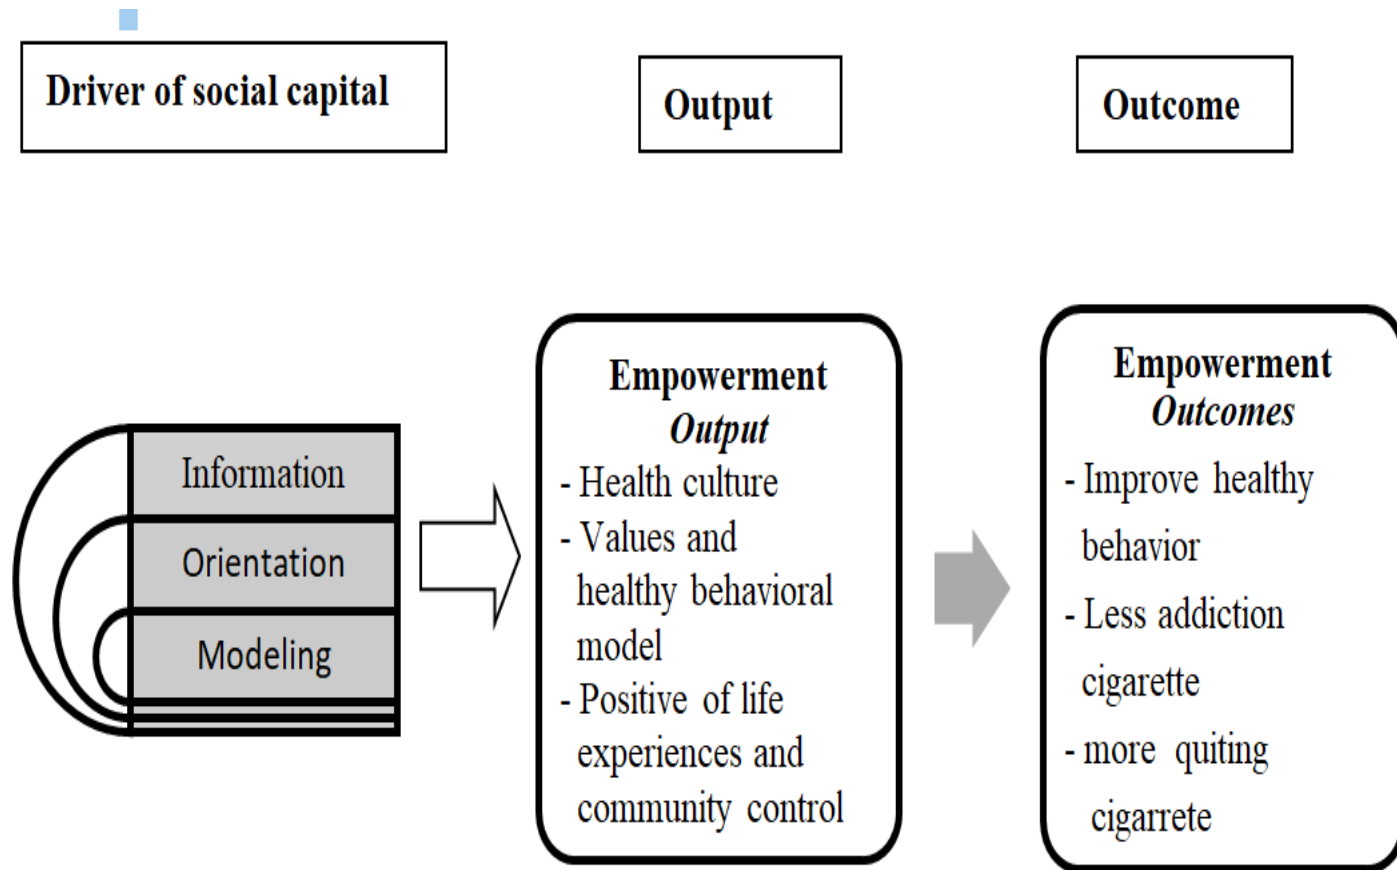 Driver of social capital
Output
Outcome
Information
Orientation
Modeling
Empowerment
Output
- Health culture
- Values and
healthy behavioral
model
- Positive of life
experiences and
community control
Empowerment
Outcomes
- Improve healthy
behavior
- Less addiction
cigarette
- more quiting
cigarrete